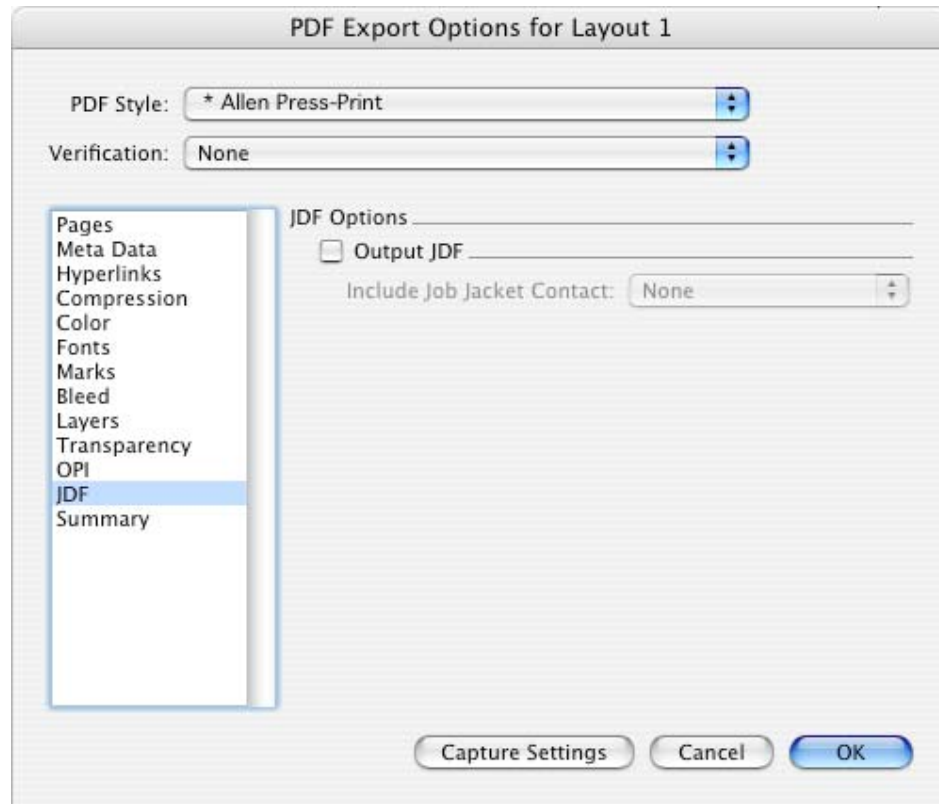 PDF Export Options for Layout 1
PDF Style: * Allen Press-Print
Verification: None
Pages
Meta Data
Hyperlinks
Compression
Color
Fonts
Marks
Bleed
Layers
Transparency
OPI
JDF
Summary
JDF Options
Output JDF
Include Job Jacket Contact: None
Capture Settings Cancel OK